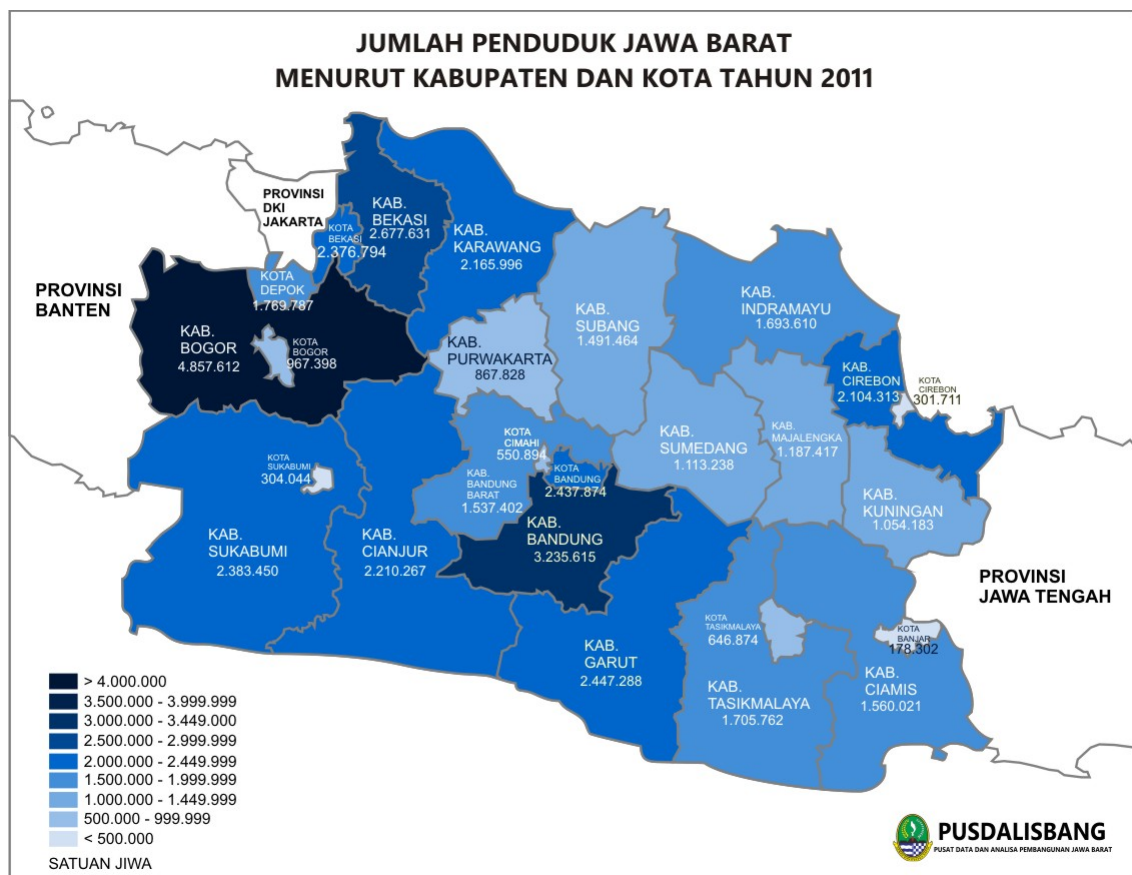 JUMLAH PENDUDUK JAWA BARAT
MENURUT KABUPATEN DAN KOTA TAHUN 2011
PROVINSI
DKI
JAKARTA
KAB.
BEKASI
2.677.631
KOTA
BEKASI
2.376.794
KAB.
KARAWANG
2.165.996
PROVINSI
BANTEN
KOTA
DEPOK
1.769.787
KAB.
BOGOR
4.857.612
KOTA
BOGOR
967.398
KAB.
PURWAKARTA
867.828
KAB.
SUBANG
1.491.464
KAB.
INDRAMAYU
1.693.610
KAB.
CIREBON
2.104.313
KOTA
CIREBON
301.711
KOTA
SUKABUMI
304.044
KAB.
SUKABUMI
2.383.450
KAB.
CIANJUR
2.210.267
KOTA
CIMAHI
550.894
KAB.
BANDUNG
BARAT
1.537.402
KOTA
BANDUNG
2.437.874
KAB.
BANDUNG
3.235.615
KAB.
SUMEDANG
1.113.238
KAB.
MAJALENGKA
1.187.417
KAB.
KUNINGAN
1.054.183
KAB.
GARUT
2.447.288
KOTA
TASIKMALAYA
646.874
KAB.
TASIKMALAYA
1.705.762
KOTA
BANJAR
178.302
KAB.
CIAMIS
1.560.021
PROVINSI
JAWA TENGAH
> 4.000.000
3.500.000 - 3.999.999
3.000.000 - 3.449.000
2.500.000 - 2.999.999
2.000.000 - 2.449.999
1.500.000 - 1.999.999
1.000.000 - 1.449.999
500.000 - 999.999
< 500.000
SATUAN JIWA
PUSDALISBANG
PUSAT DATA DAN ANALISA PEMBANGUNAN JAWA BARAT